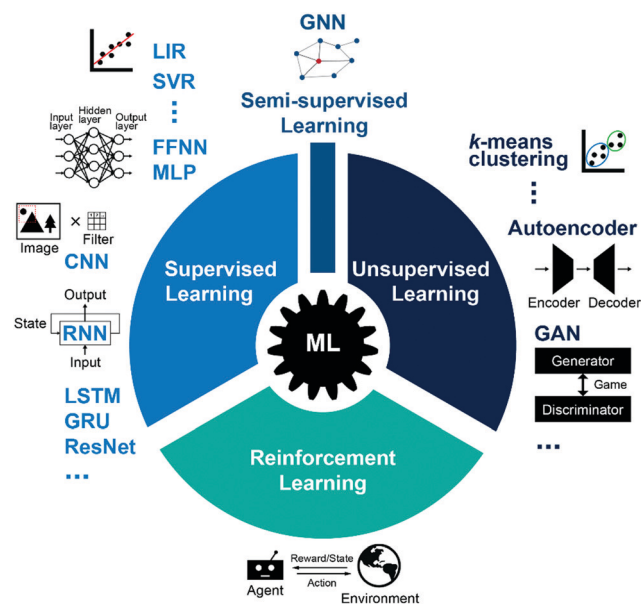 GNN
Semi-supervised
Learning
LIR
SVR
...
Input
layer
Hidden
layer
Output
layer
FFNN
MLP
Image
×
Filter
CNN
Output
State
RNN
Input
LSTM
GRU
ResNet
...
Supervised
Learning
Unsupervised
Learning
ML
Reinforcement
Learning
k-means
clustering
...
Autoencoder
Encoder
Decoder
GAN
Generator
Game
Discriminator
...
Reward/State
Action
Agent
Environment